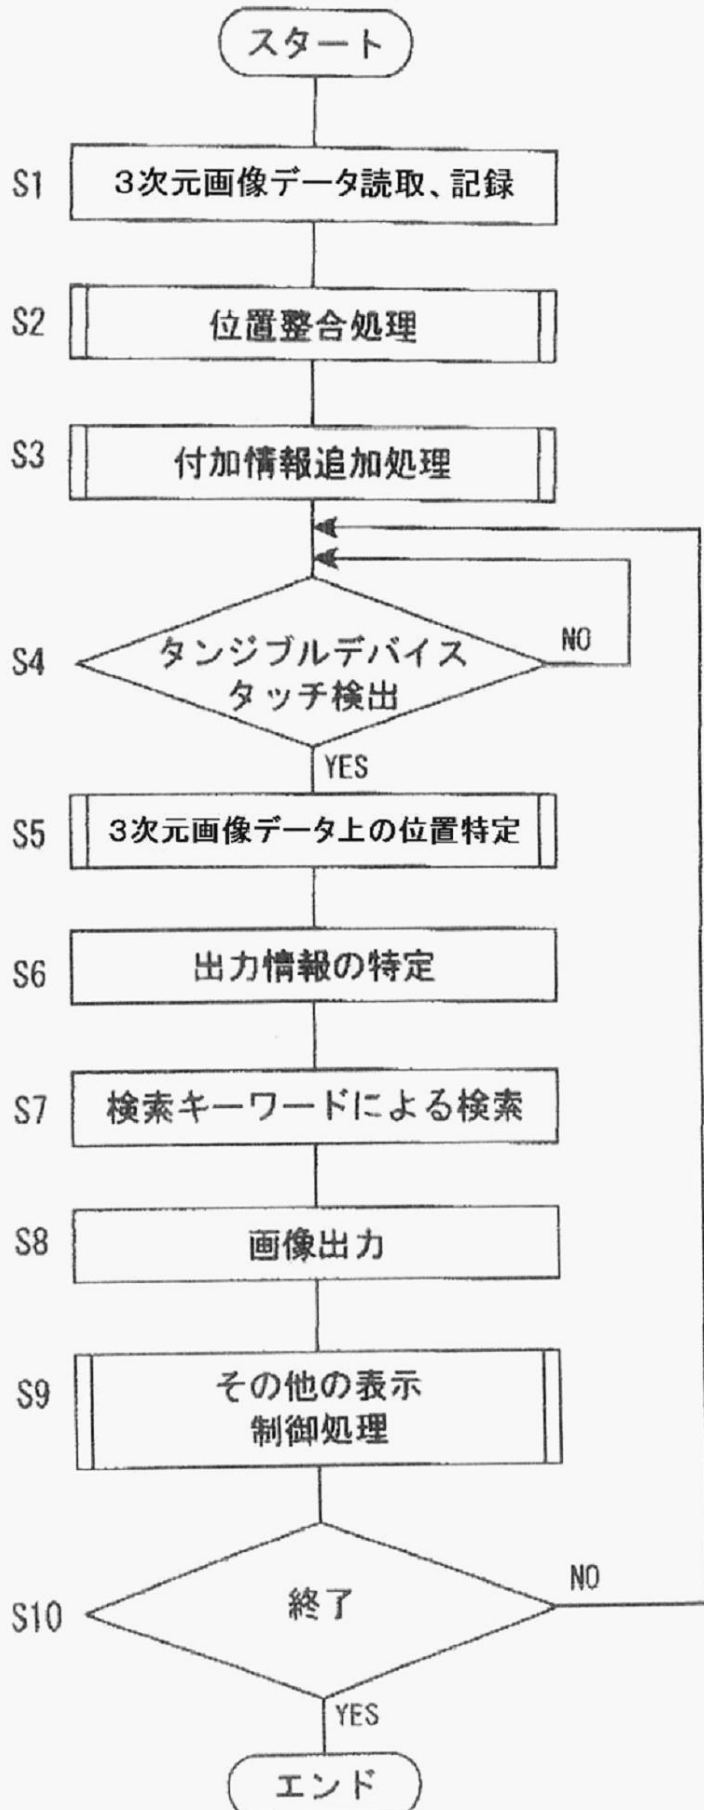 スタート
S1
3次元画像データ読取、記録
S2
位置整合処理
S3
付加情報追加処理
S4
タンジブルデバイス
タッチ検出
NO
YES
S5
3次元画像データ上の位置特定
S6
出力情報の特定
S7
検索キーワードによる検索
S8
画像出力
S9
その他の表示
制御処理
S10
終了
NO
YES
エンド